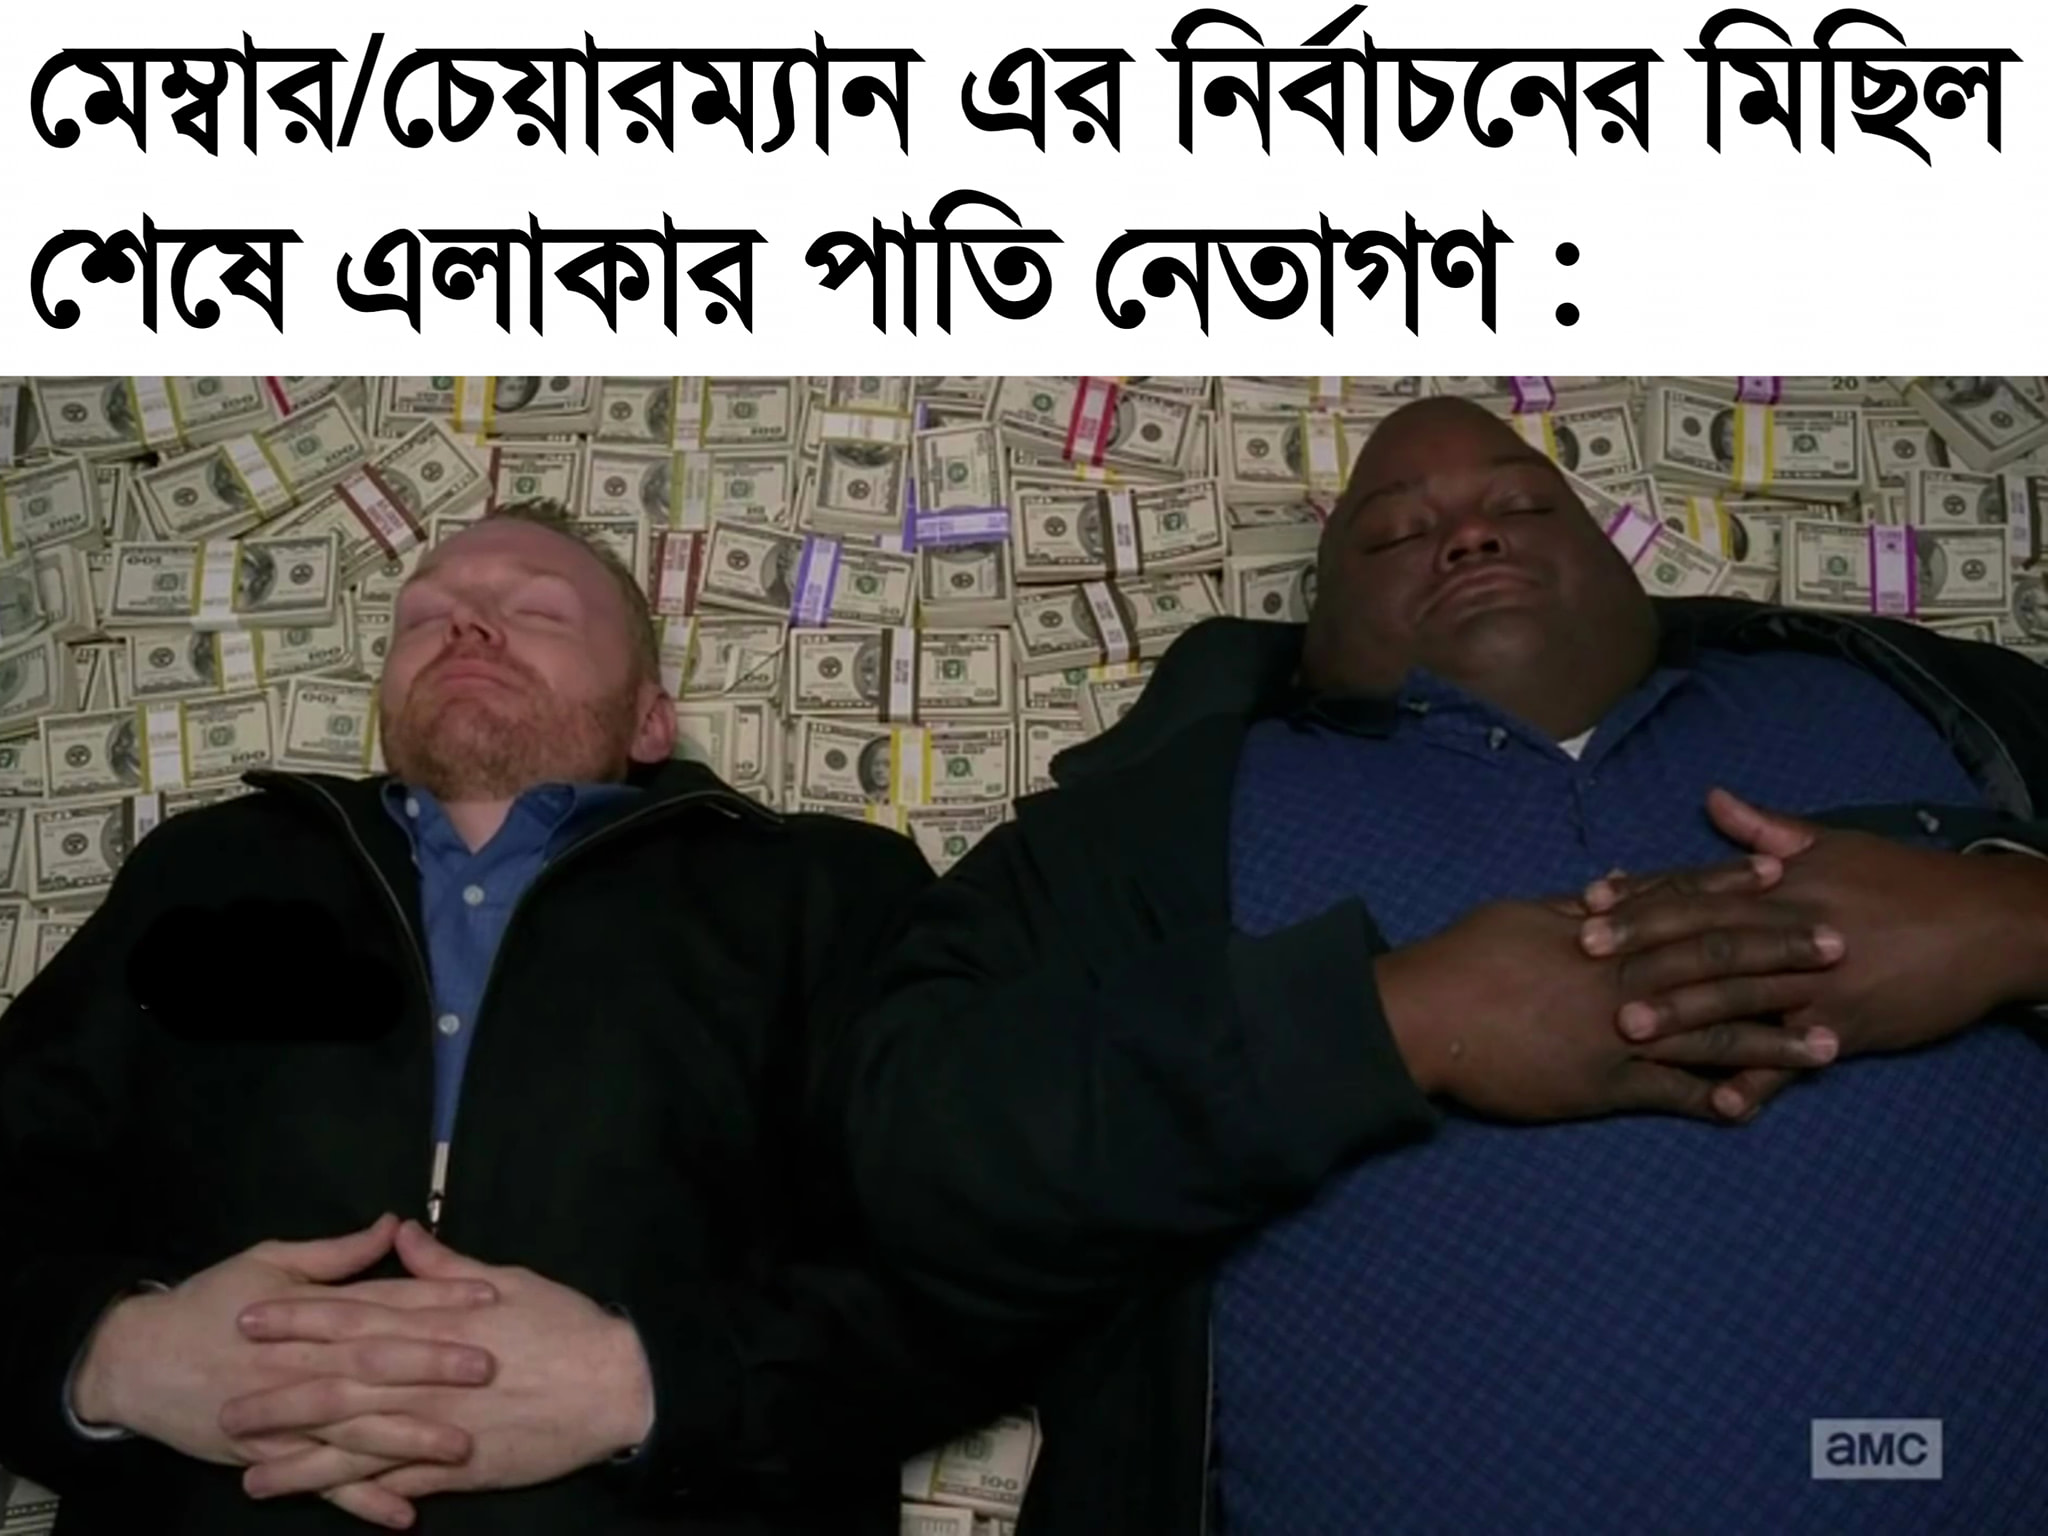 মেম্বার/চেয়ারম্যান এর নির্বাচনের মিছিল
শেষে এলাকার পাতি নেতাগণ :
aMC